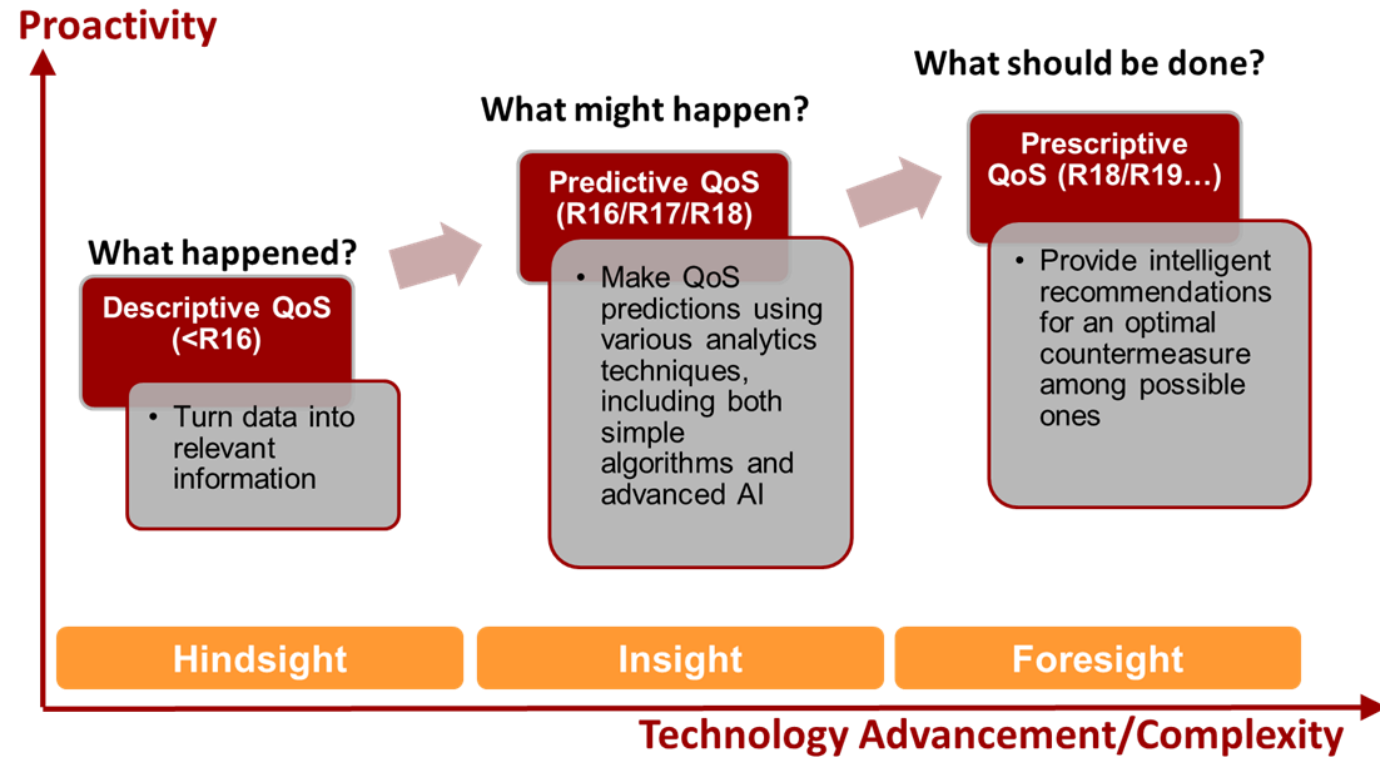 Proactivity
What happened?
Descriptive QoS
(<R16)
• Turn data into
relevant
information
What might happen?
Predictive QoS
(R16/R17/R18)
• Make QoS
predictions using
various analytics
techniques,
including both
simple
algorithms and
advanced AI
What should be done?
Prescriptive
QoS (R18/R19...)
• Provide intelligent
recommendations
for an optimal
countermeasure
among possible
ones
Hindsight
Insight
Foresight
Technology Advancement/Complexity